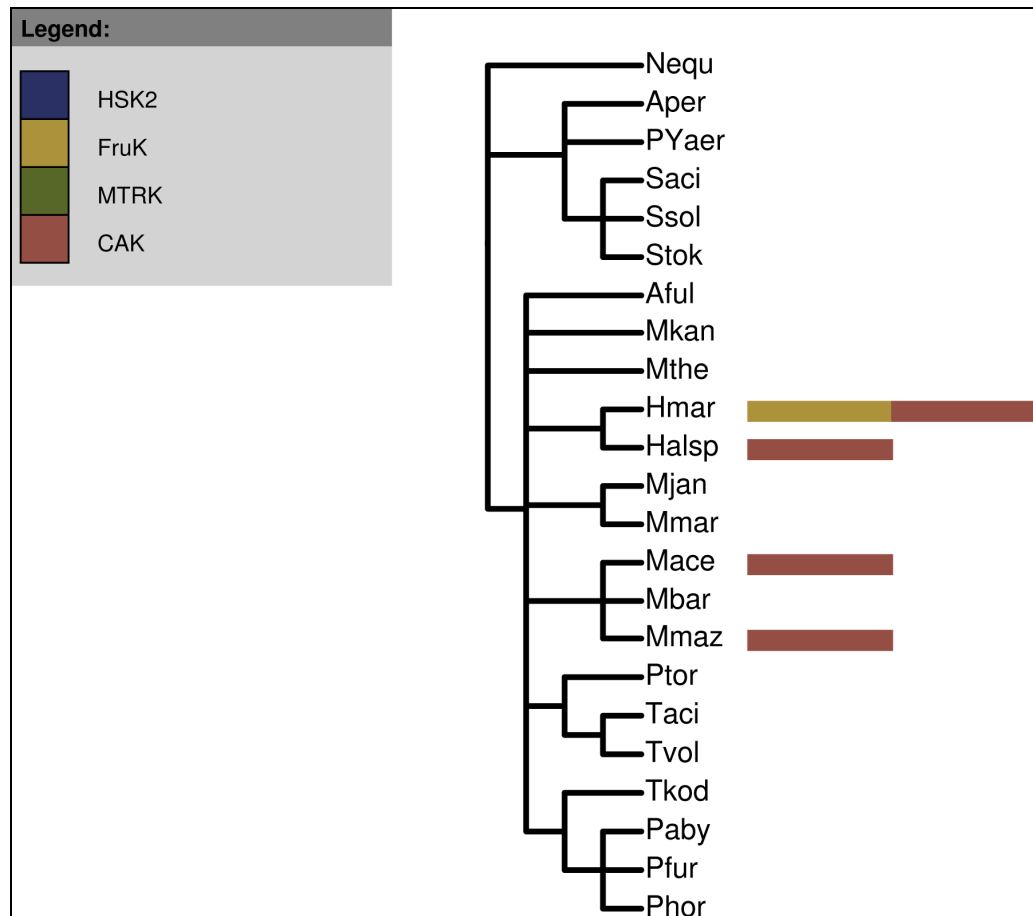 Legend:
HSK2
FruK
MTRK
CAK
Nequ
Aper
PYaer
Saci
Ssol
Stok
Aful
Mkan
Mthe
Hmar
Halsp
Mjan
Mmar
Mace
Mbar
Mmaz
Ptor
Taci
Tvol
Tkod
Paby
Pfur
Phor